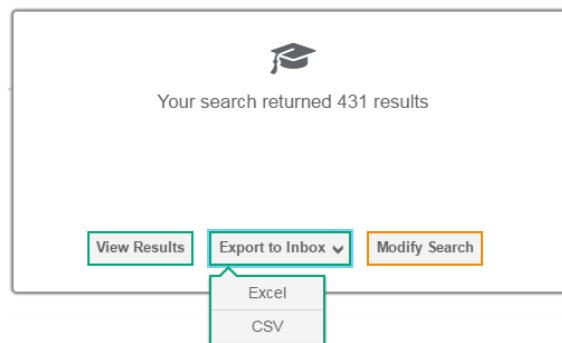 Your search returned 431 results
View Results Export to Inbox Modify Search
Excel
CSV